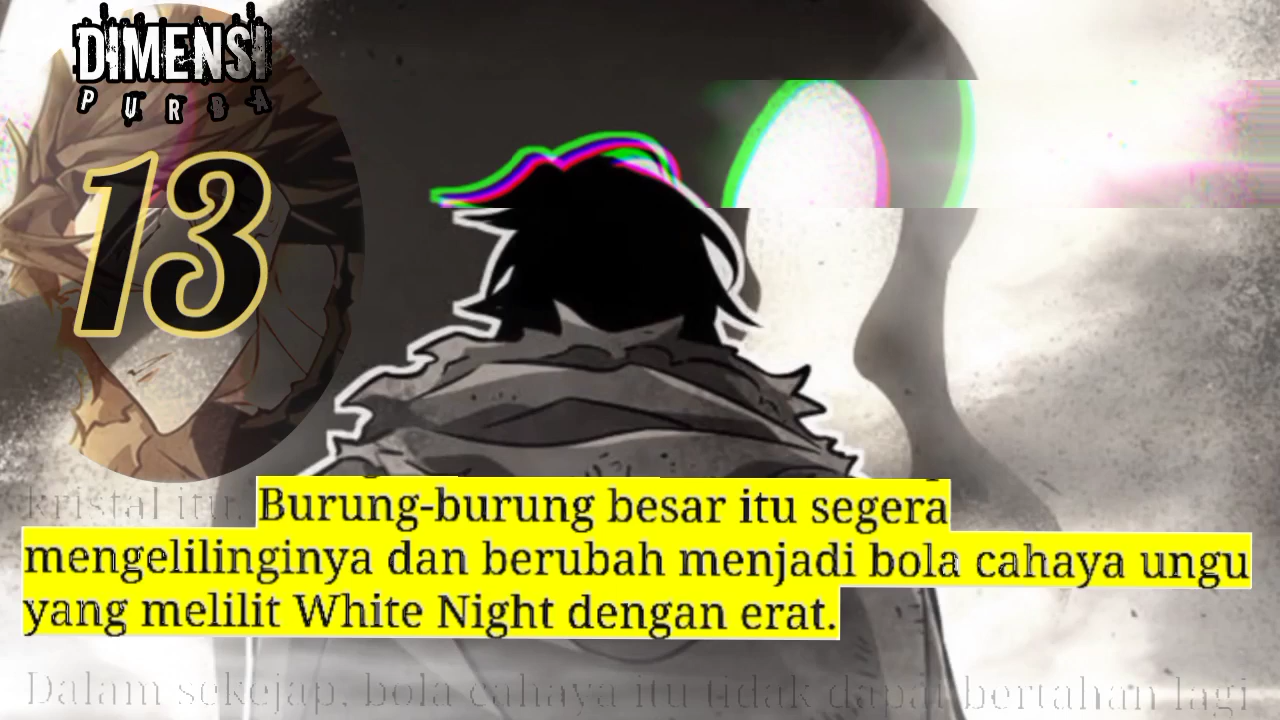 DIMENSI
PURBA
13
kristal itu. Burung-burung besar itu segera
mengelilinginya dan berubah menjadi bola cahaya ungu
yang melilit White Night dengan erat.
Dalam sekejap, bola cahaya itu tidak dapat bertahan lagi